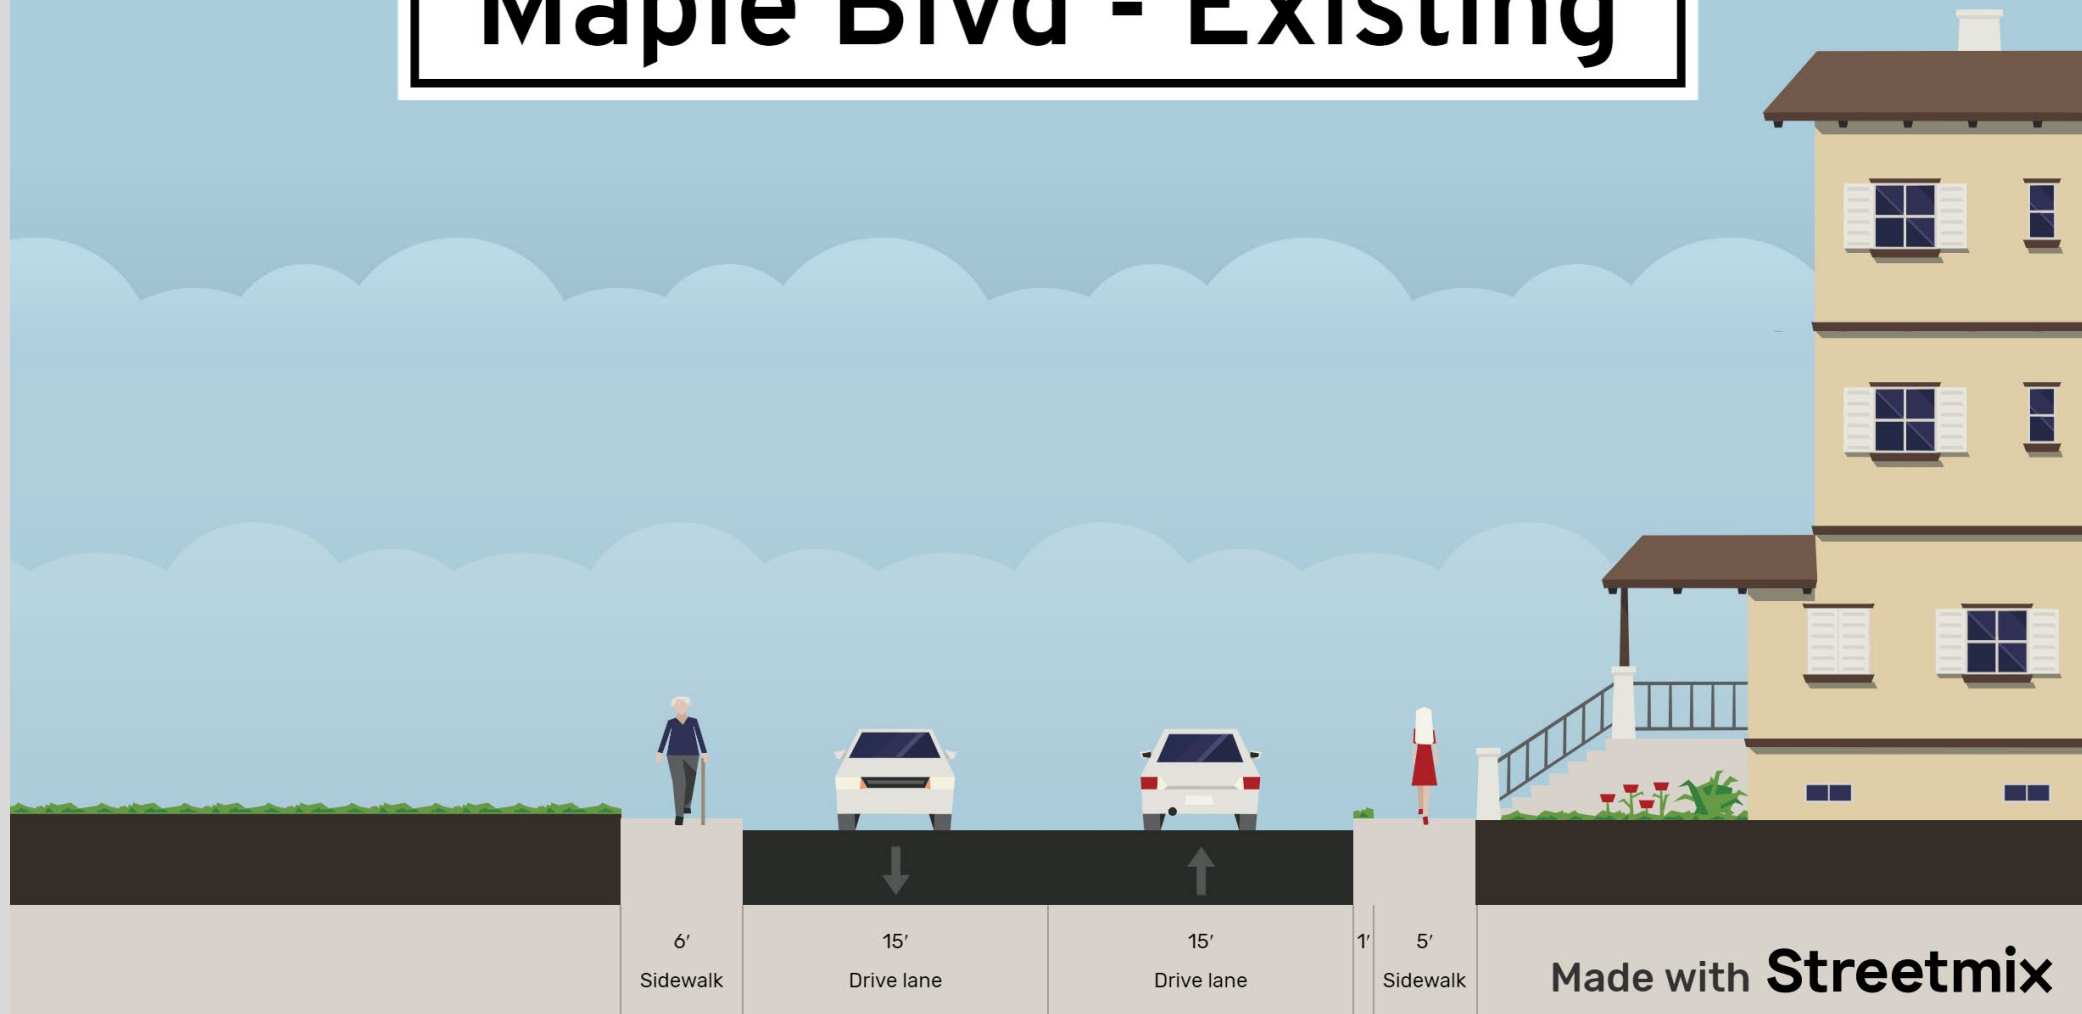 Maple Blvd - Existing
6′
15′
15′
1′
5′
Sidewalk
Drive lane
Drive lane
Sidewalk
Made with Streetmix